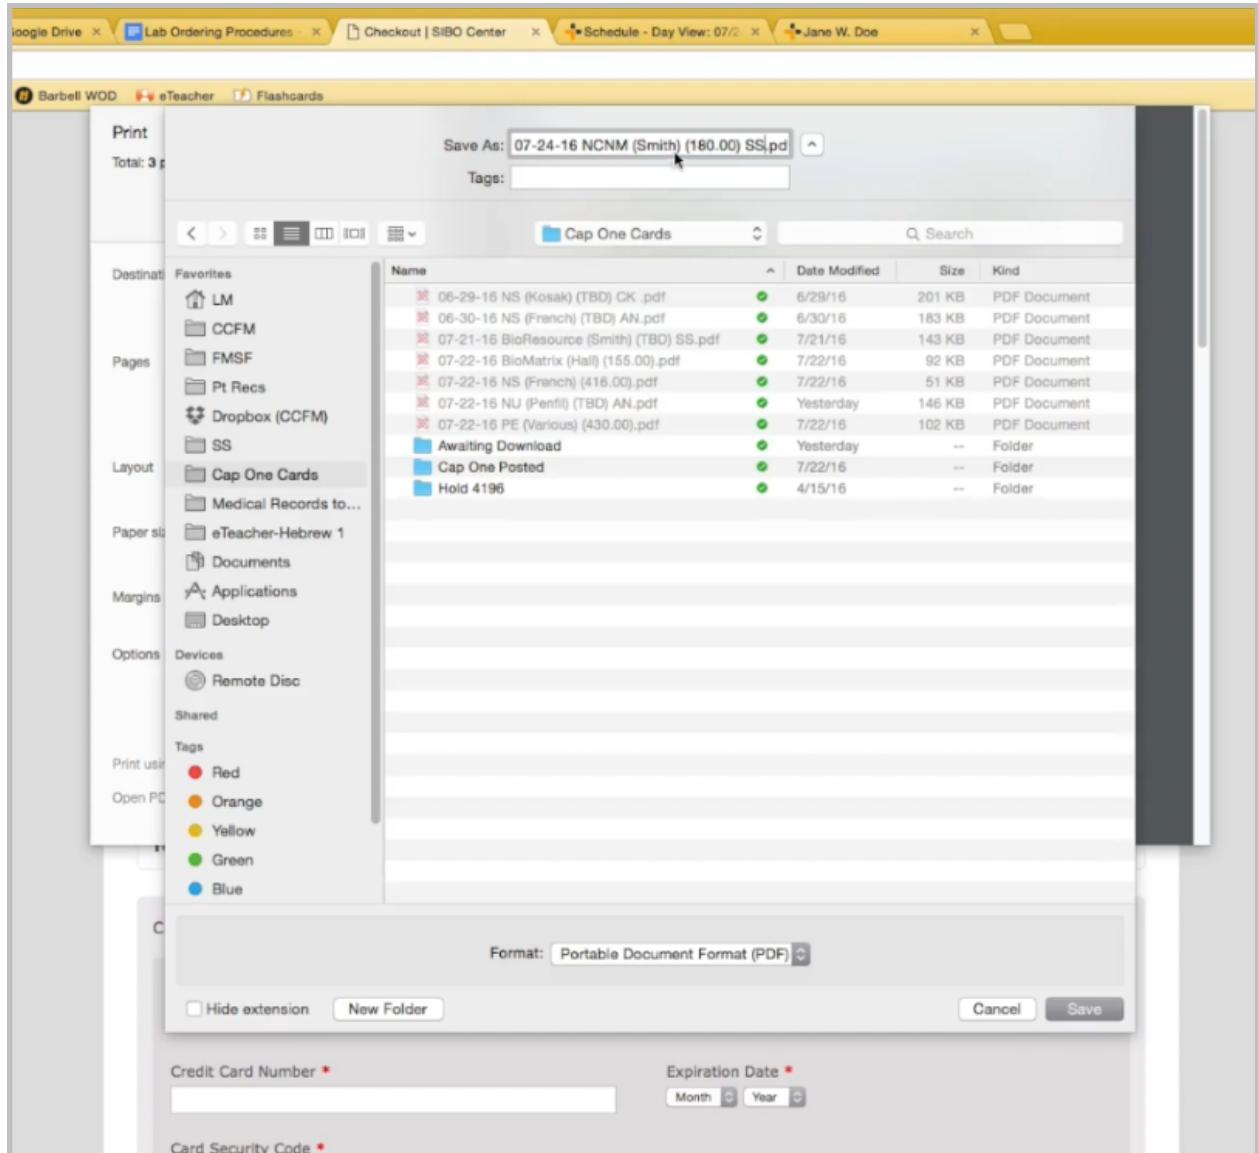 oogle Drive × Lab Ordering Procedures - × Checkout | SIBO Center × Schedule - Day View: 07/2 × Jane W. Doe ×
Barbell WOD eTeacher Flashcards
Print
Total: 3 p
Save As: 07-24-16 NCNM (Smith) (180.00) SS.pd
Tags:
Cap One Cards Search
Destinati Favorites Name Date Modified Size Kind
LM 06-29-16 NS (Kosak) (TBD) CK .pdf 6/29/16 201 KB PDF Document
06-30-16 NS (French) (TBD) AN.pdf 6/30/16 183 KB PDF Document
CCFM 07-21-16 BioResource (Smith) (TBD) SS.pdf 7/21/16 143 KB PDF Document
Pages FMSF 07-22-16 BioMatrix (Hall) (155.00).pdf 7/22/16 92 KB PDF Document
Pt Recs 07-22-16 NS (French) (416.00).pdf 7/22/16 51 KB PDF Document
07-22-16 NU (Penfil) (TBD) AN.pdf Yesterday 146 KB PDF Document
Dropbox (CCFM) 07-22-16 PE (Various) (430.00).pdf 7/22/16 102 KB PDF Document
SS Awaiting Download Yesterday -- Folder
Layout Cap One Cards Cap One Posted 7/22/16 -- Folder
Hold 4196 4/15/16 -- Folder
Medical Records to...
Paper siz eTeacher-Hebrew 1
Documents
Margins Applications
Desktop
Options Devices
Remote Disc
Shared
Tags
Print usin Red
Open PD Orange
Yellow
Green
Blue
C
Format: Portable Document Format (PDF)
Hide extension New Folder Cancel Save
Credit Card Number * Expiration Date *
Month Year
Card Security Code *